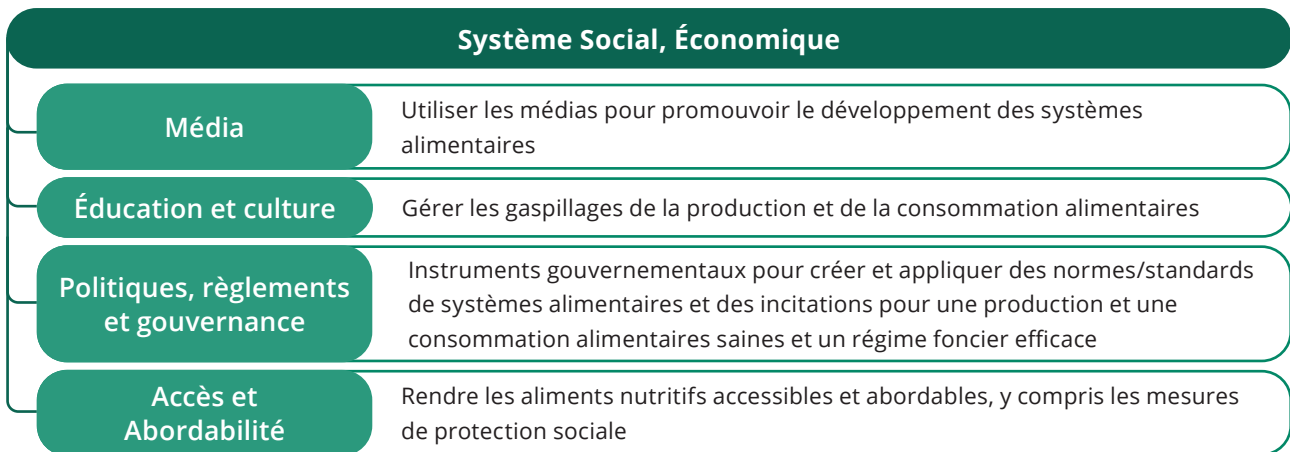 Système Social, Économique
Média
Utiliser les médias pour promouvoir le développement des systèmes
alimentaires
Éducation et culture
Gérer les gaspillages de la production et de la consommation alimentaires
Politiques, règlements
et gouvernance
Instruments gouvernementaux pour créer et appliquer des normes/standards
de systèmes alimentaires et des incitations pour une production et une
consommation alimentaires saines et un régime foncier efficace
Accès et
Abordabilité
Rendre les aliments nutritifs accessibles et abordables, y compris les mesures
de protection sociale